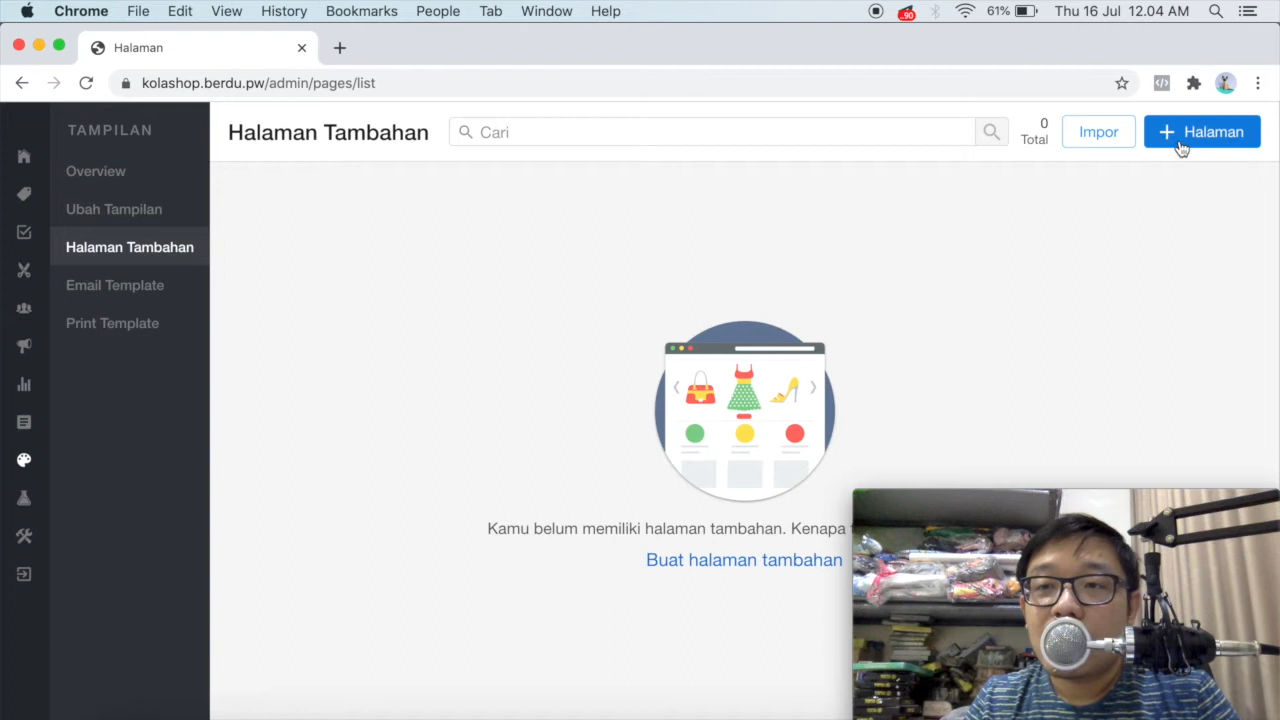 Chrome File Edit View History Bookmarks People Tab Window Help
90 61% Thu 16 Jul 12.04 AM
Halaman
kolashop.berdu.pw/admin/pages/list
TAMPILAN
Overview
Ubah Tampilan
Halaman Tambahan
Email Template
Print Template
Halaman Tambahan
Cari
0
Total
Impor
+ Halaman
Kamu belum memiliki halaman tambahan. Kenapa
Buat halaman tambahan